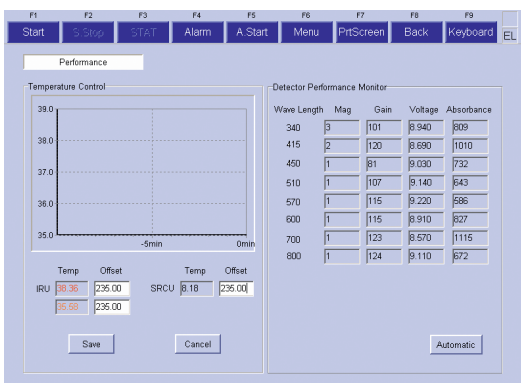 F1 F2 F3 F4 F5 F6 F7 F8 F9
Start S.Stop STAT Alarm A.Start Menu PrtScreen Back Keyboard EL
Performance
Temperature Control
39.0
38.0
37.0
36.0
35.0
-5min 0min
Temp Offset Temp Offset
IRU 36.36 235.00 SRCU 8.18 235.00
35.58 235.00
Save Cancel
Detector Performance Monitor
Wave Length Mag Gain Voltage Absorbance
340 3 101 8.940 809
415 2 120 8.690 1010
450 1 81 9.030 732
510 1 107 9.140 643
570 1 115 9.220 586
600 1 115 8.910 827
700 1 123 8.570 1115
800 1 124 9.110 672
Automatic